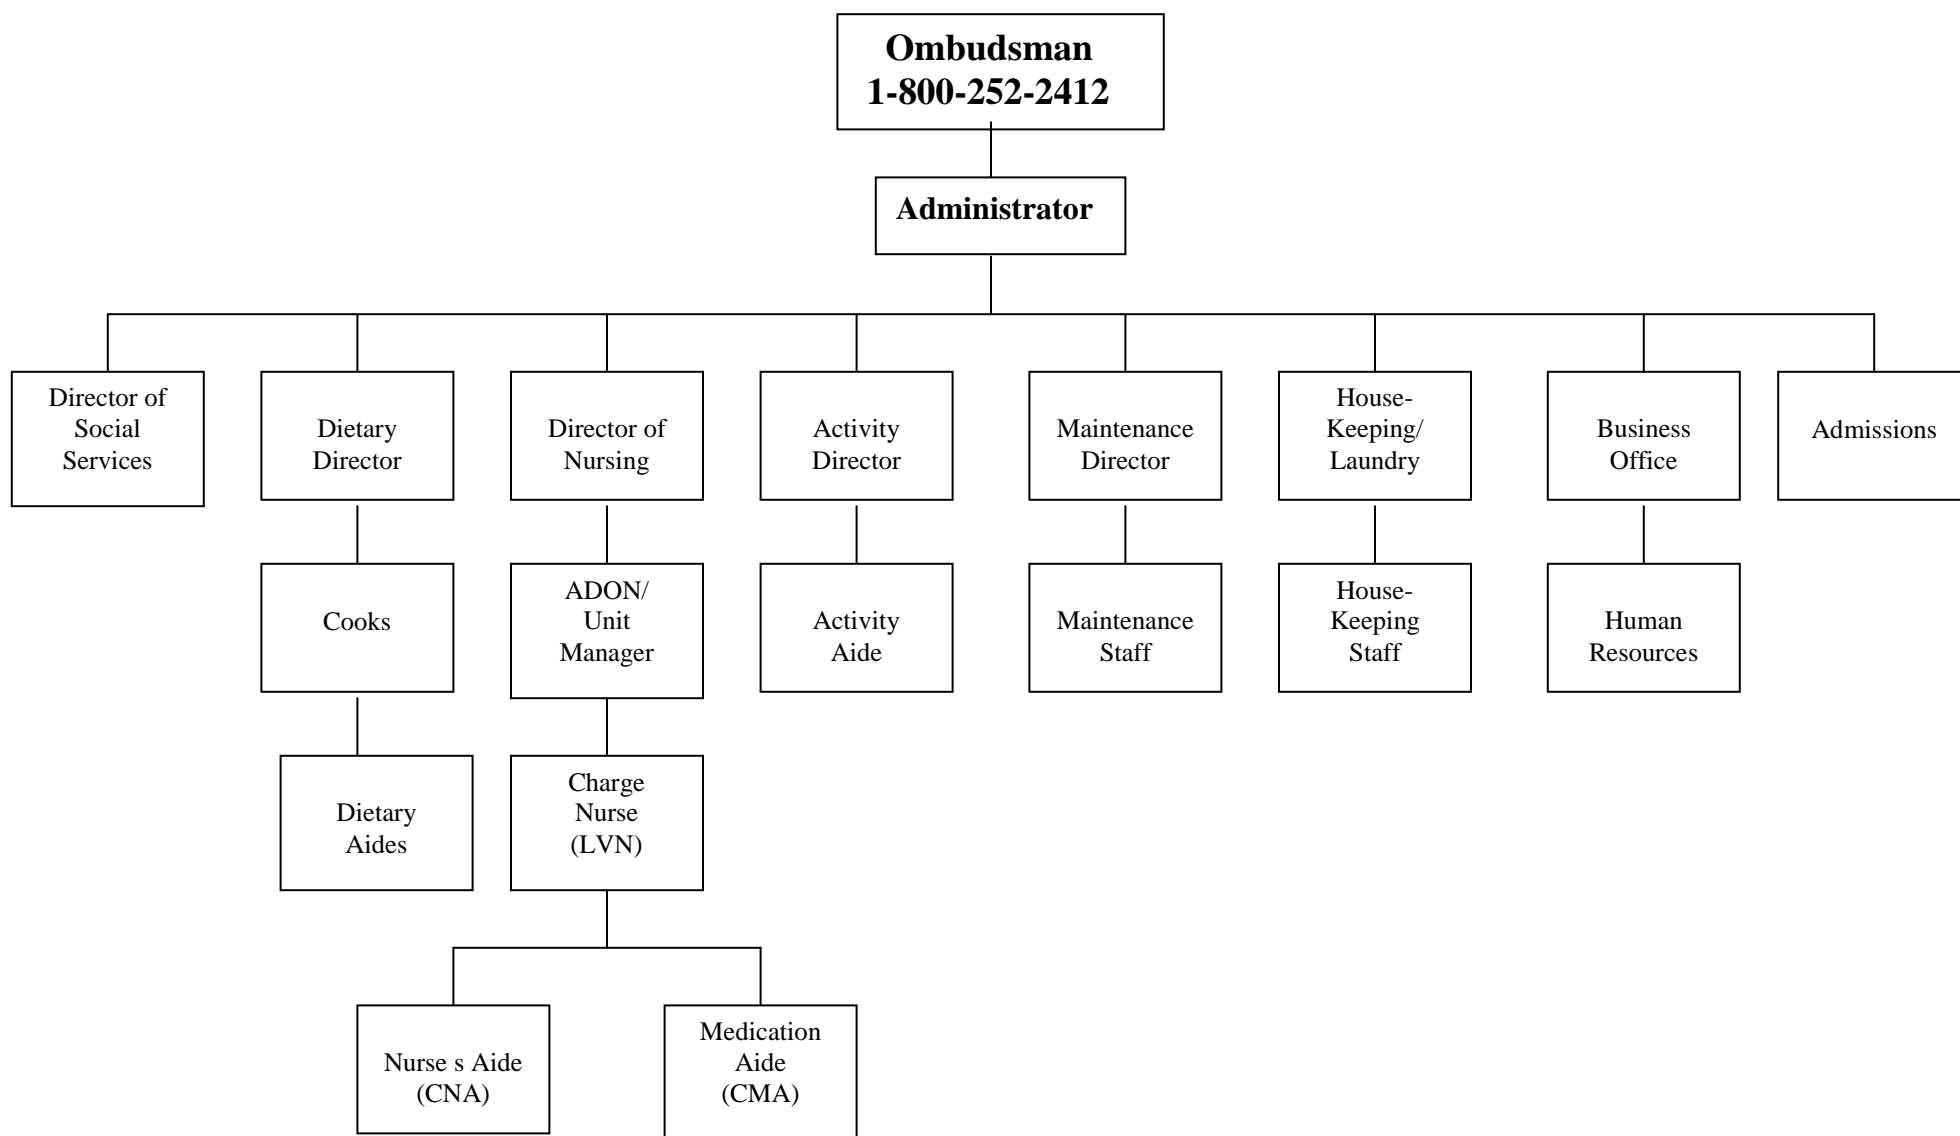 Ombudsman
1-800-252-2412
Administrator
Director of
Social
Services
Dietary
Director
Director of
Nursing
Activity
Director
Maintenance
Director
House-
Keeping/
Laundry
Business
Office
Admissions
Cooks
ADON/
Unit
Manager
Activity
Aide
Maintenance
Staff
House-
Keeping
Staff
Human
Resources
Dietary
Aides
Charge
Nurse
(LVN)
Nurse s Aide
(CNA)
Medication
Aide
(CMA)